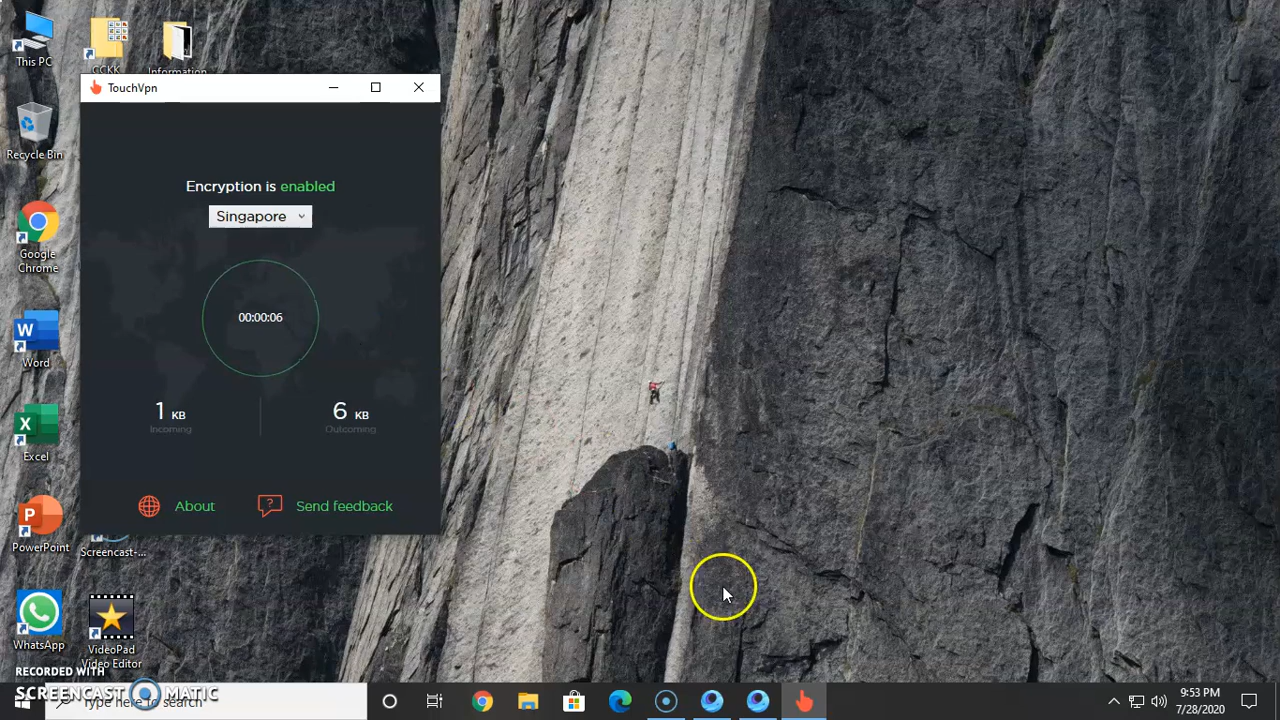 This PC
CCKK
Information
TouchVpn
Recycle Bin
Encryption is enabled
Singapore
Google
Chrome
00:00:06
W
Word
1 KB
6 KB
Incoming
Outcoming
X
Excel
?
About
Send feedback
P
PowerPoint
Screencast-...
WhatsApp
VideoPad
Video Editor
RECORDED WITH
SCREENCAST MATIC
Type here to search
9:53 PM
7/28/2020